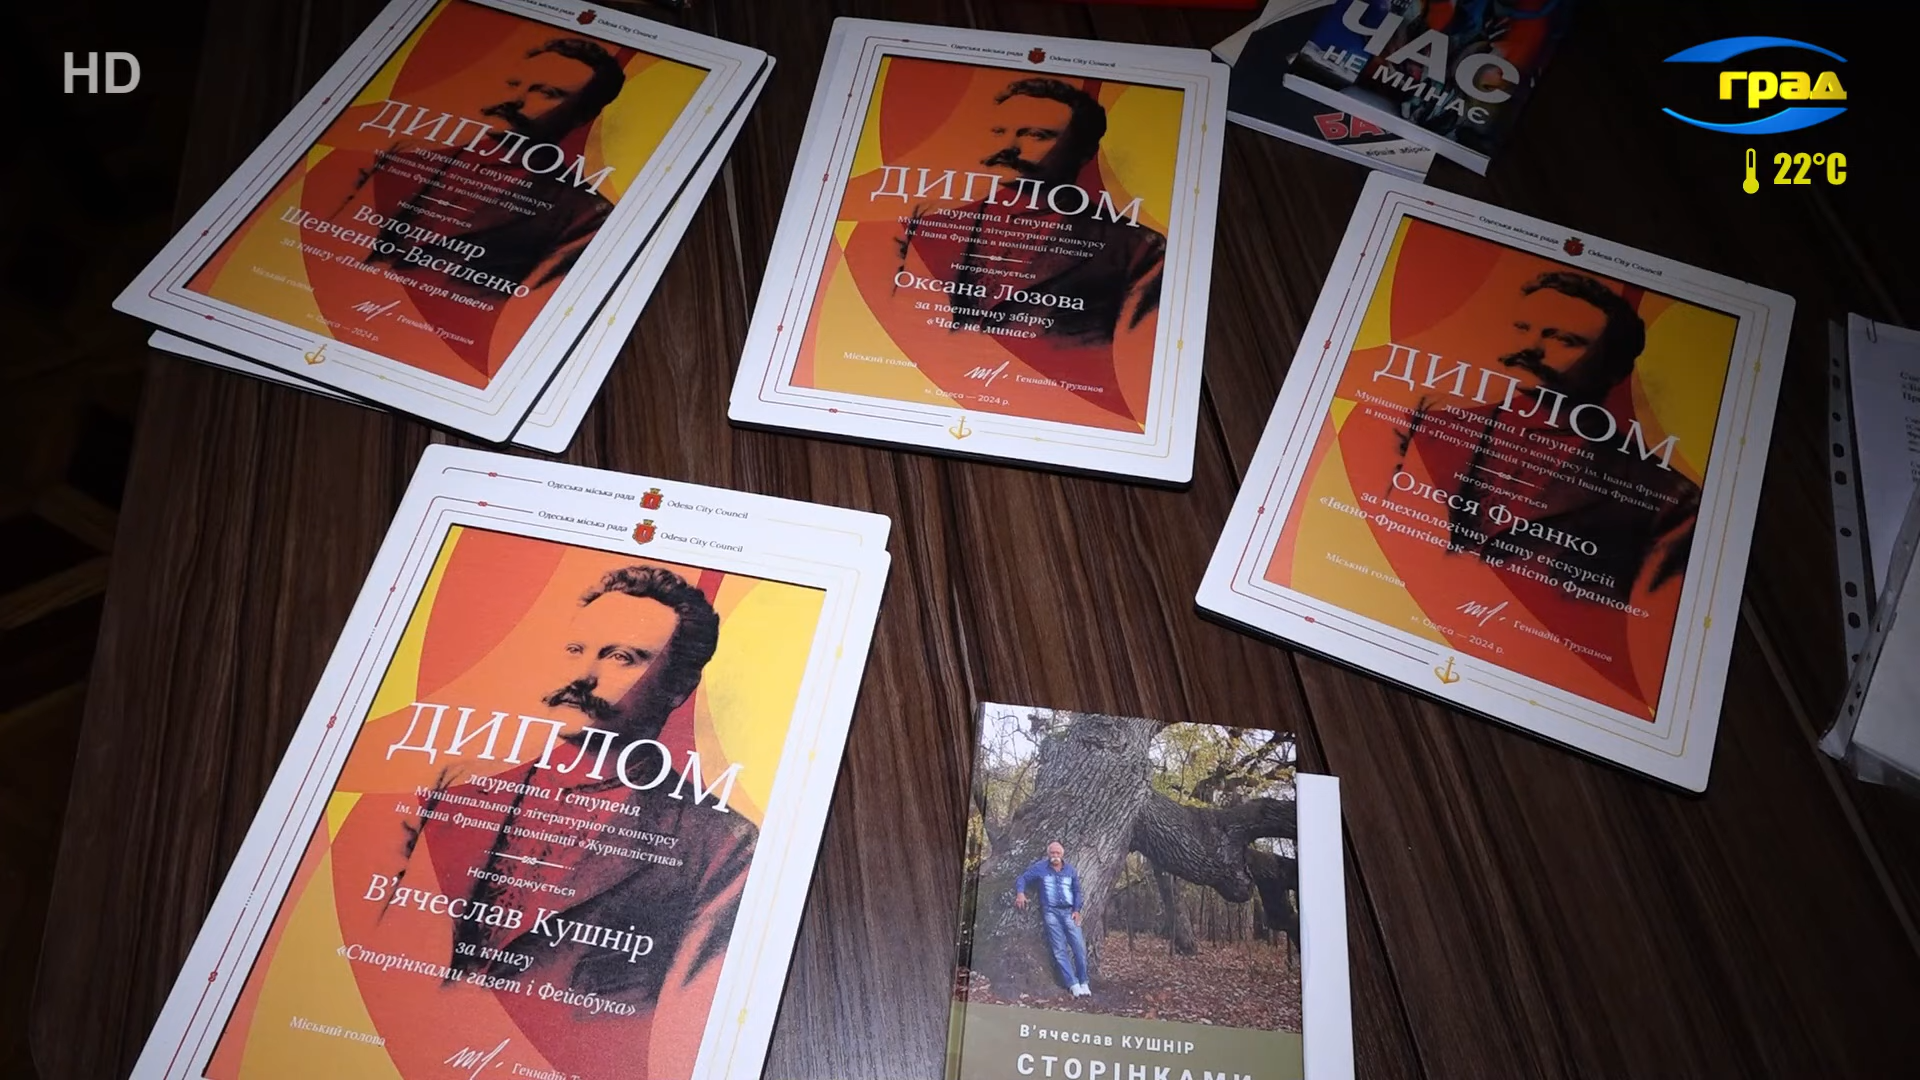 HD
град
22°C
Odesa City Council
ДИПЛОМ
лауреата І ступеня
Муніципального літературного конкурсу
ім. Івана Франка в номінації «Проза»
Нагороджується
Володимир
Шевченко-Василенко
за книгу «Пливе човен горя повен»
Міський голова
Геннадій Труханов
м. Одеса — 2024 р.
Одеська міська рада Odesa City Council
ДИПЛОМ
лауреата І ступеня
Муніципального літературного конкурсу
ім. Івана Франка в номінації «Поезія»
Нагороджується
Оксана Лозова
за поетичну збірку
«Час не минає»
Міський голова
Геннадій Труханов
м. Одеса — 2024 р.
ЧАС
НЕ МИНАЄ
БА
Одеська міська рада Odesa City Council
ДИПЛОМ
лауреата І ступеня
Муніципального літературного конкурсу ім. Івана Франка
в номінації «Популяризація творчості Івана Франка»
Нагороджується
Олеся Франко
за технологічну мапу екскурсій
«Івано-Франківськ – це місто Франкове»
Міський голова
Геннадій Труханов
м. Одеса — 2024 р.
Одеська міська рада Odesa City Council
Одеська міська рада Odesa City Council
ДИПЛОМ
лауреата І ступеня
Муніципального літературного конкурсу
ім. Івана Франка в номінації «Журналістика»
Нагороджується
В'ячеслав Кушнір
за книгу
«Сторінками газет і Фейсбука»
Міський голова
Геннадій
В'ячеслав КУШНІР
СТОРІНКАМИ